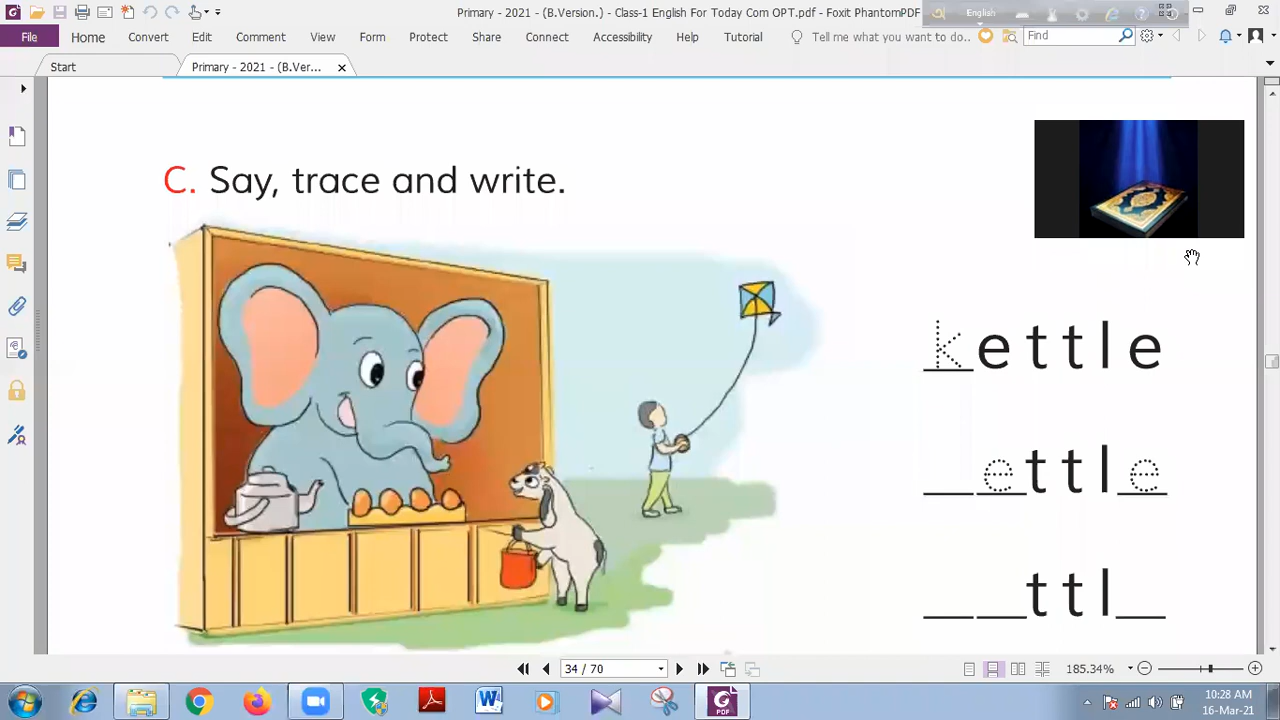 Primary - 2021 - (B.Version.) - Class-1 English For Today Com OPT.pdf - Foxit PhantomPDF
English
File Home Convert Edit Comment View Form Protect Share Connect Accessibility Help Tutorial Tell me what you want to do.. Find
Start Primary - 2021 - (B.Ver...
C. Say, trace and write.
kettle
_ettle
__ttl_
34 / 70
185.34%
10:28 AM
16-Mar-21